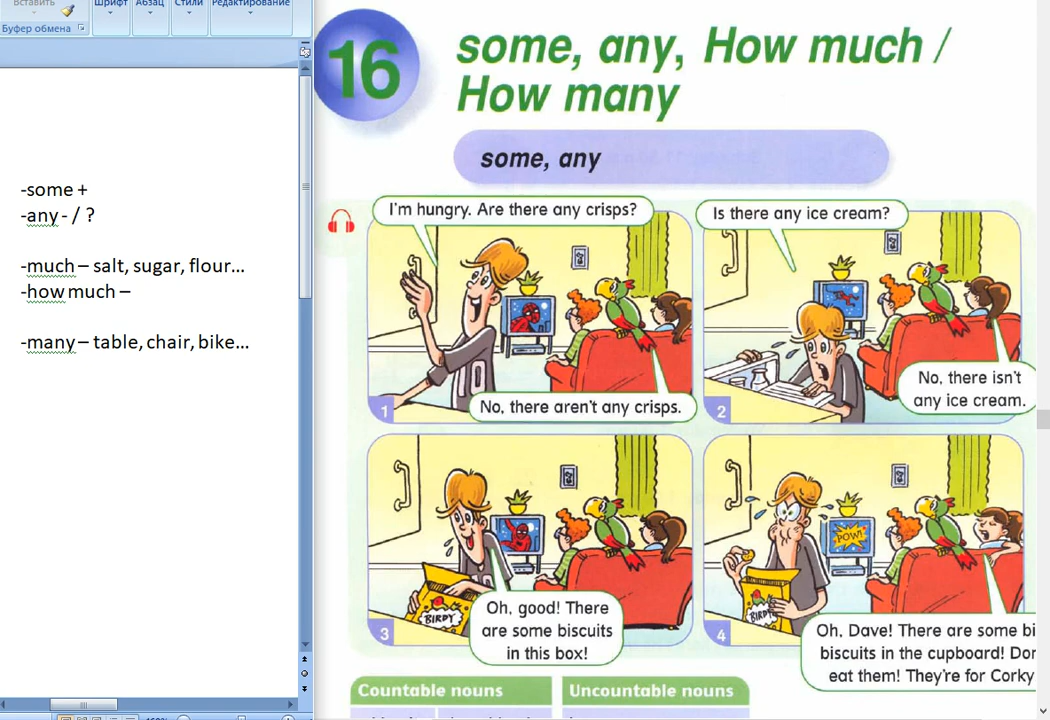 Вставить
Шрифт Абзац Стили Редактирование
Буфер обмена
-some +
-any - / ?
-much – salt, sugar, flour...
-how much –
-many – table, chair, bike...
16
some, any, How much /
How many
some, any
I'm hungry. Are there any crisps?
No, there aren't any crisps.
1
Is there any ice cream?
No, there isn't
any ice cream.
2
Oh, good! There
are some biscuits
in this box!
BIRDY
3
POW!
BIRDY
Oh, Dave! There are some bi
biscuits in the cupboard! Don
eat them! They're for Corky
4
Countable nouns Uncountable nouns